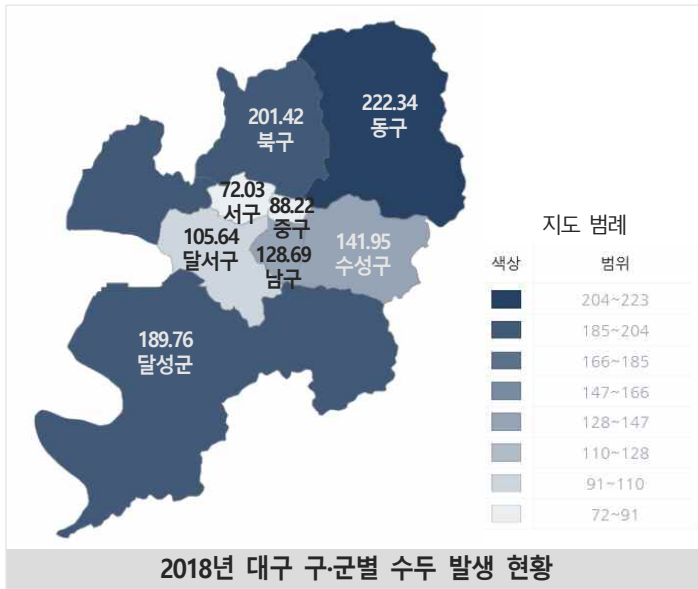 222.34
동구
201.42
북구
72.03
서구
88.22
중구
105.64
달서구
128.69
남구
141.95
수성구
189.76
달성군
지도 범례
색상 범위
204~223
185~204
166~185
147~166
128~147
110~128
91~110
72~91
2018년 대구 구·군별 수두 발생 현황